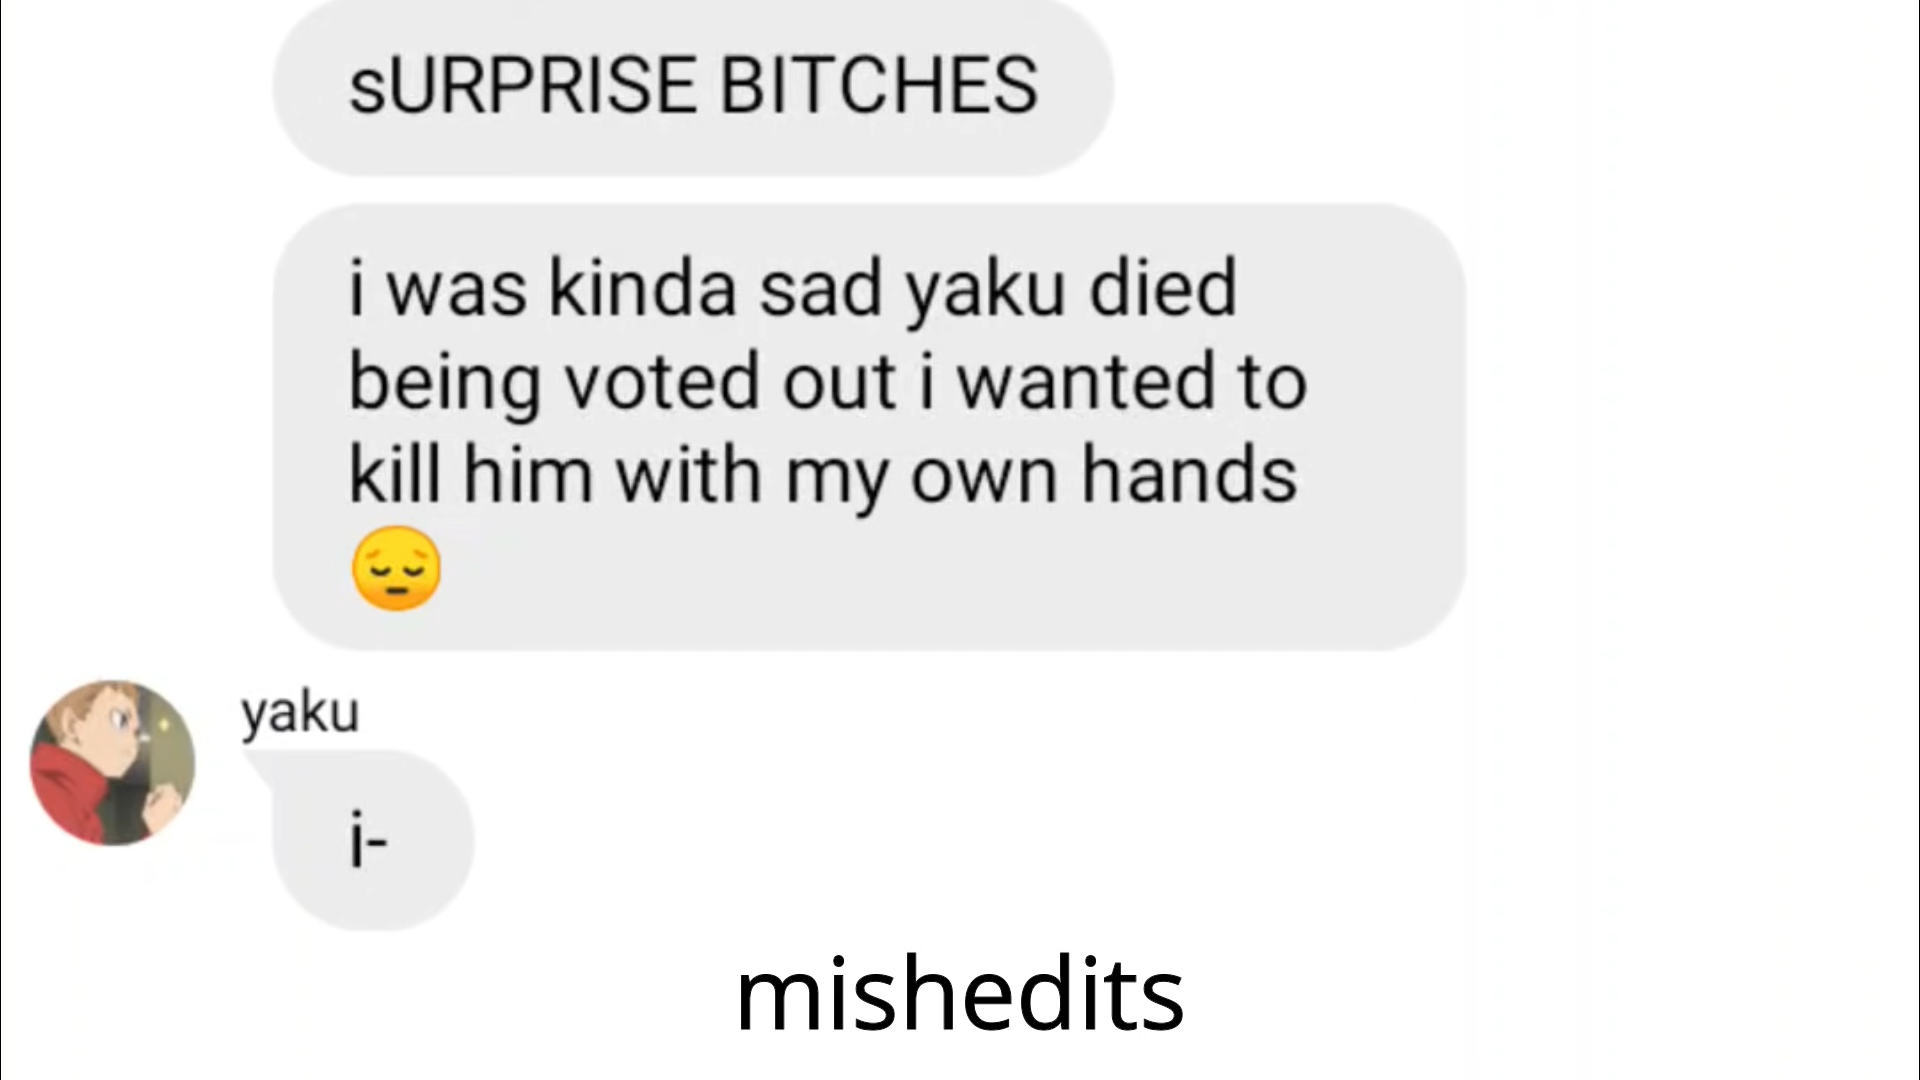 sURPRISE BITCHES
i was kinda sad yaku died
being voted out i wanted to
kill him with my own hands
😔
yaku
i-
mishedits